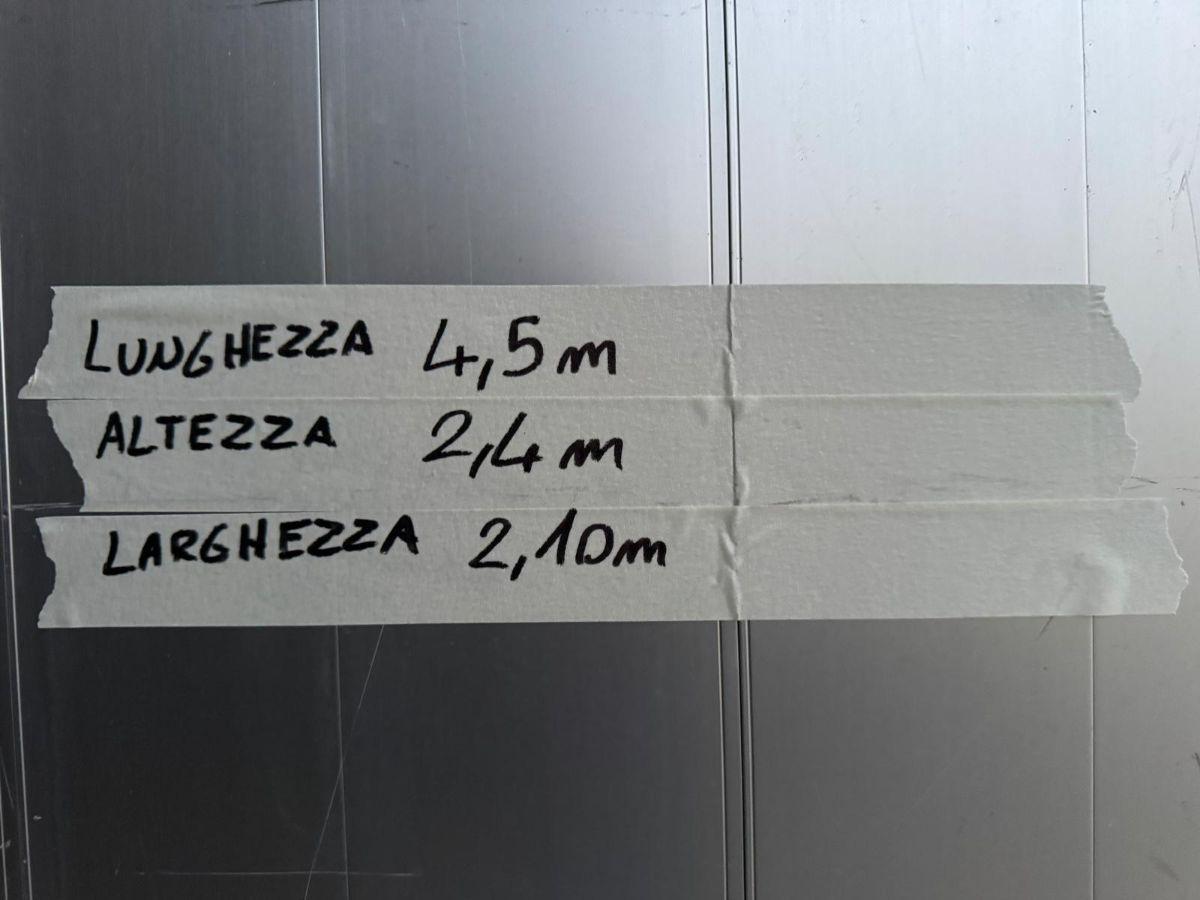 LUNGHEZZA 4,5m
ALTEZZA 2,4m
LARGHEZZA 2,10m